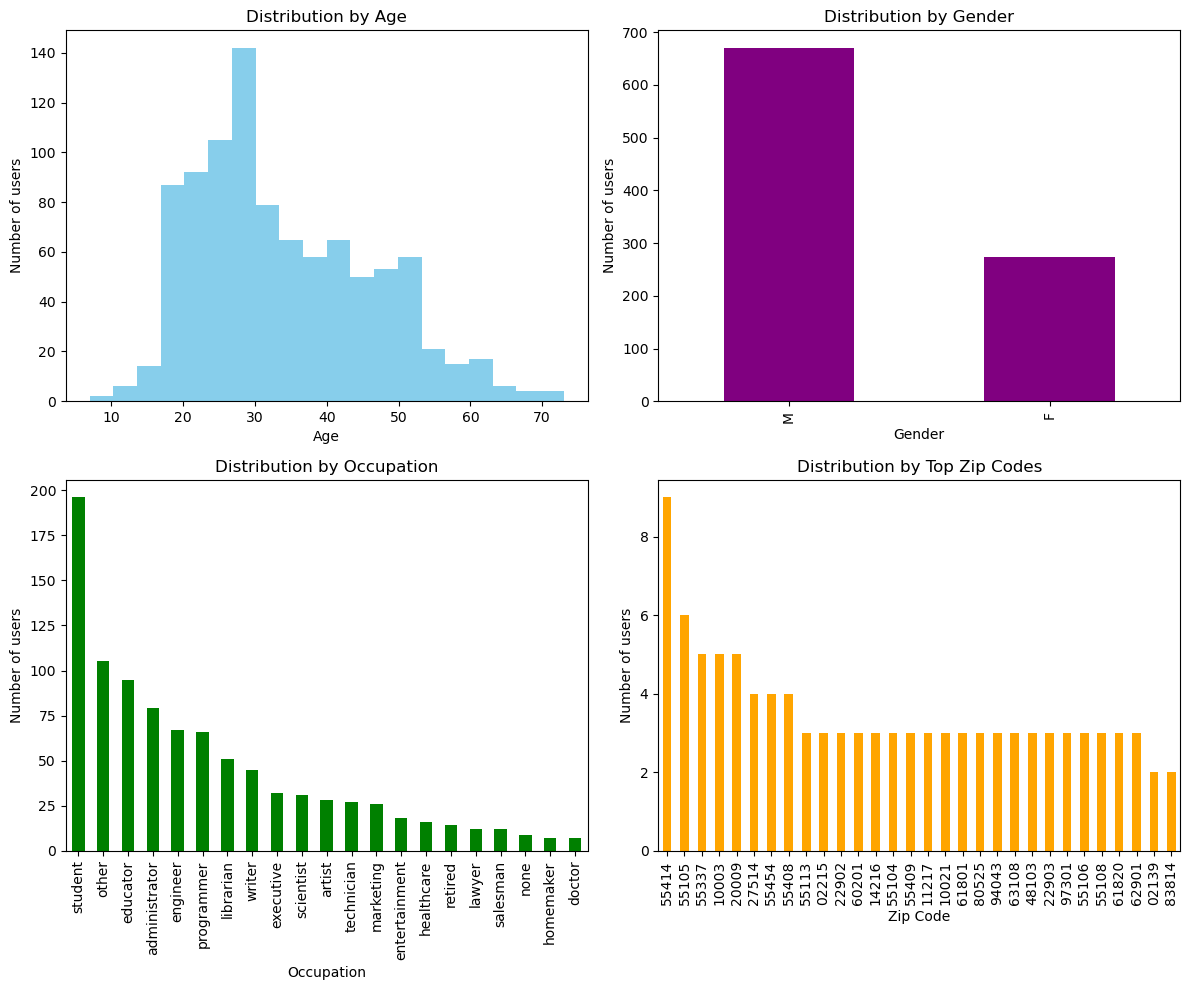 Distribution by Age
Number of users
140
120
100
80
60
40
20
0
10 20 30 40 50 60 70
Age
Distribution by Gender
Number of users
700
600
500
400
300
200
100
0
M F
Gender
Distribution by Occupation
Number of users
200
175
150
125
100
75
50
25
0
student other educator administrator engineer programmer librarian writer executive scientist artist technician marketing entertainment healthcare retired lawyer salesman none homemaker doctor
Occupation
Distribution by Top Zip Codes
Number of users
8
6
4
2
0
55414 55105 55337 10003 20009 27514 55454 55408 55113 02215 22902 60201 14216 55104 55409 11217 10021 61801 80525 94043 63108 48103 22903 97301 55106 55108 61820 62901 02139 83814
Zip Code